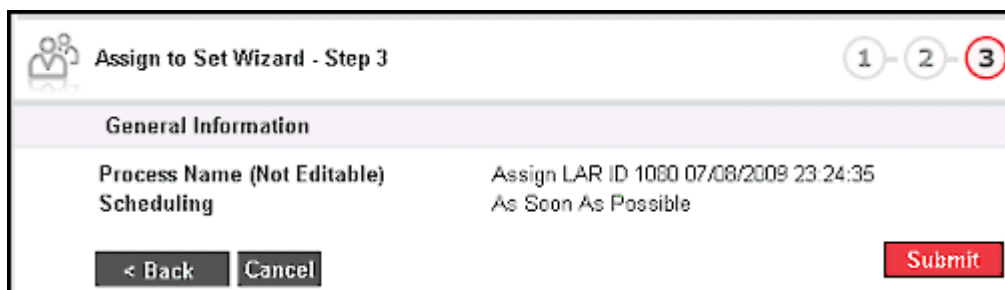 Assign to Set Wizard - Step 3
1 - 2 - 3
General Information
Process Name (Not Editable) Assign LAR ID 1080 07/08/2009 23:24:35
Scheduling As Soon As Possible
< Back Cancel Submit